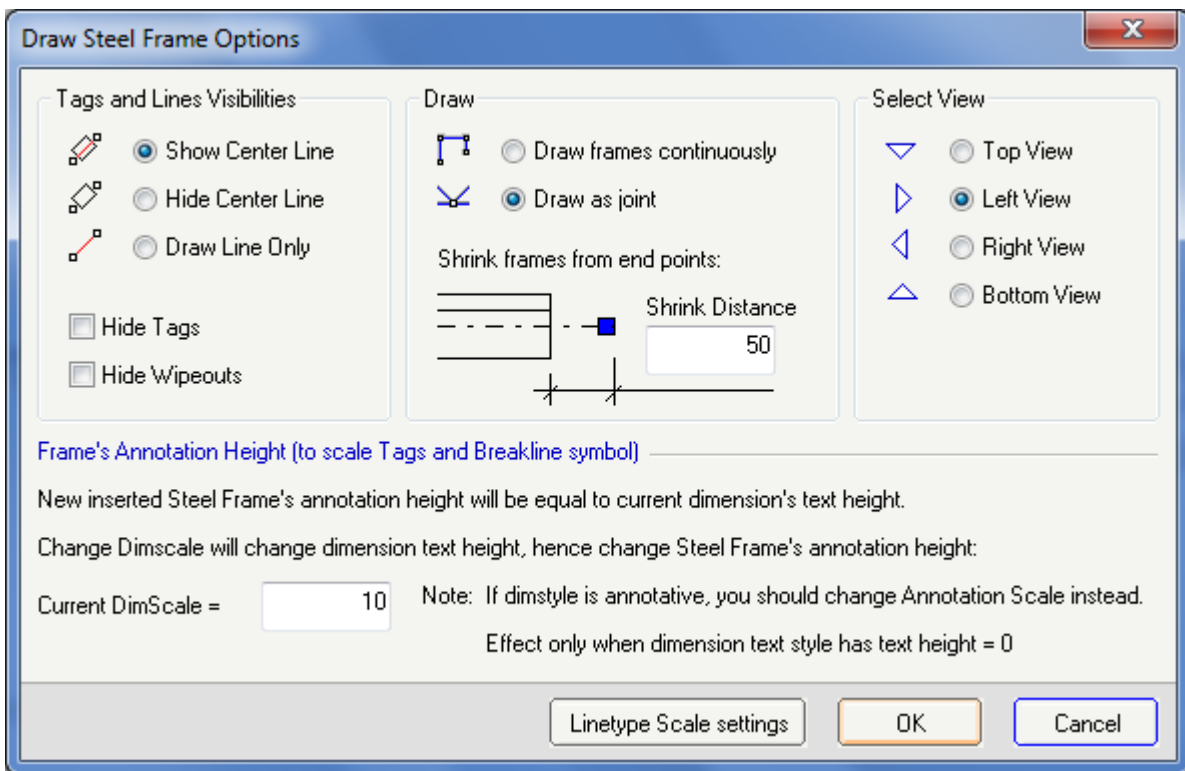 Draw Steel Frame Options
Tags and Lines Visibilities
Show Center Line
Hide Center Line
Draw Line Only
Hide Tags
Hide Wipeouts
Draw
Draw frames continuously
Draw as joint
Shrink frames from end points:
Shrink Distance
50
Select View
Top View
Left View
Right View
Bottom View
Frame's Annotation Height (to scale Tags and Breakline symbol)
New inserted Steel Frame's annotation height will be equal to current dimension's text height.
Change Dimscale will change dimension text height, hence change Steel Frame's annotation height:
Current DimScale =
10
Note: If dimstyle is annotative, you should change Annotation Scale instead.
Effect only when dimension text style has text height = 0
Linetype Scale settings
OK
Cancel